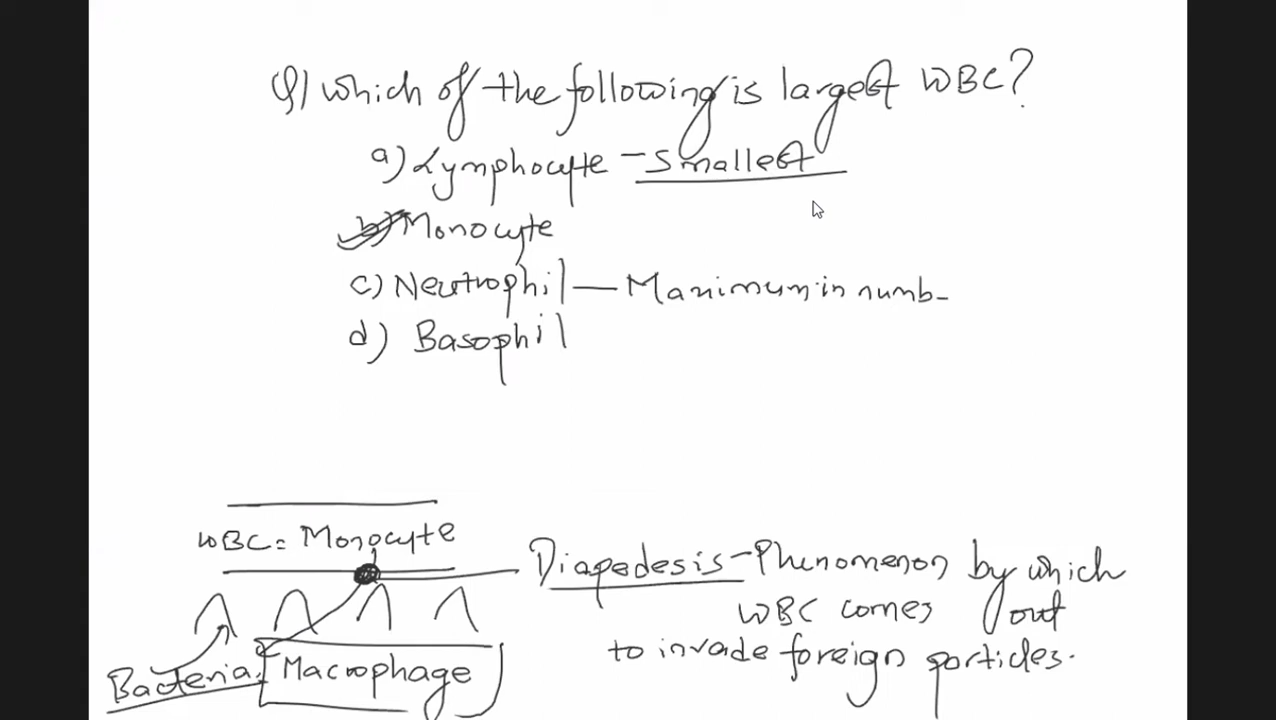 Q) Which of the following is largest WBC?
a) Lymphocyte - Smallest
b) Monocyte
c) Neutrophil — Maximum in numb-
d) Basophil
WBC = Monocyte
Diapedesis - Phenomenon by which
WBC comes out
to invade foreign particles.
Bacteria
Macrophage